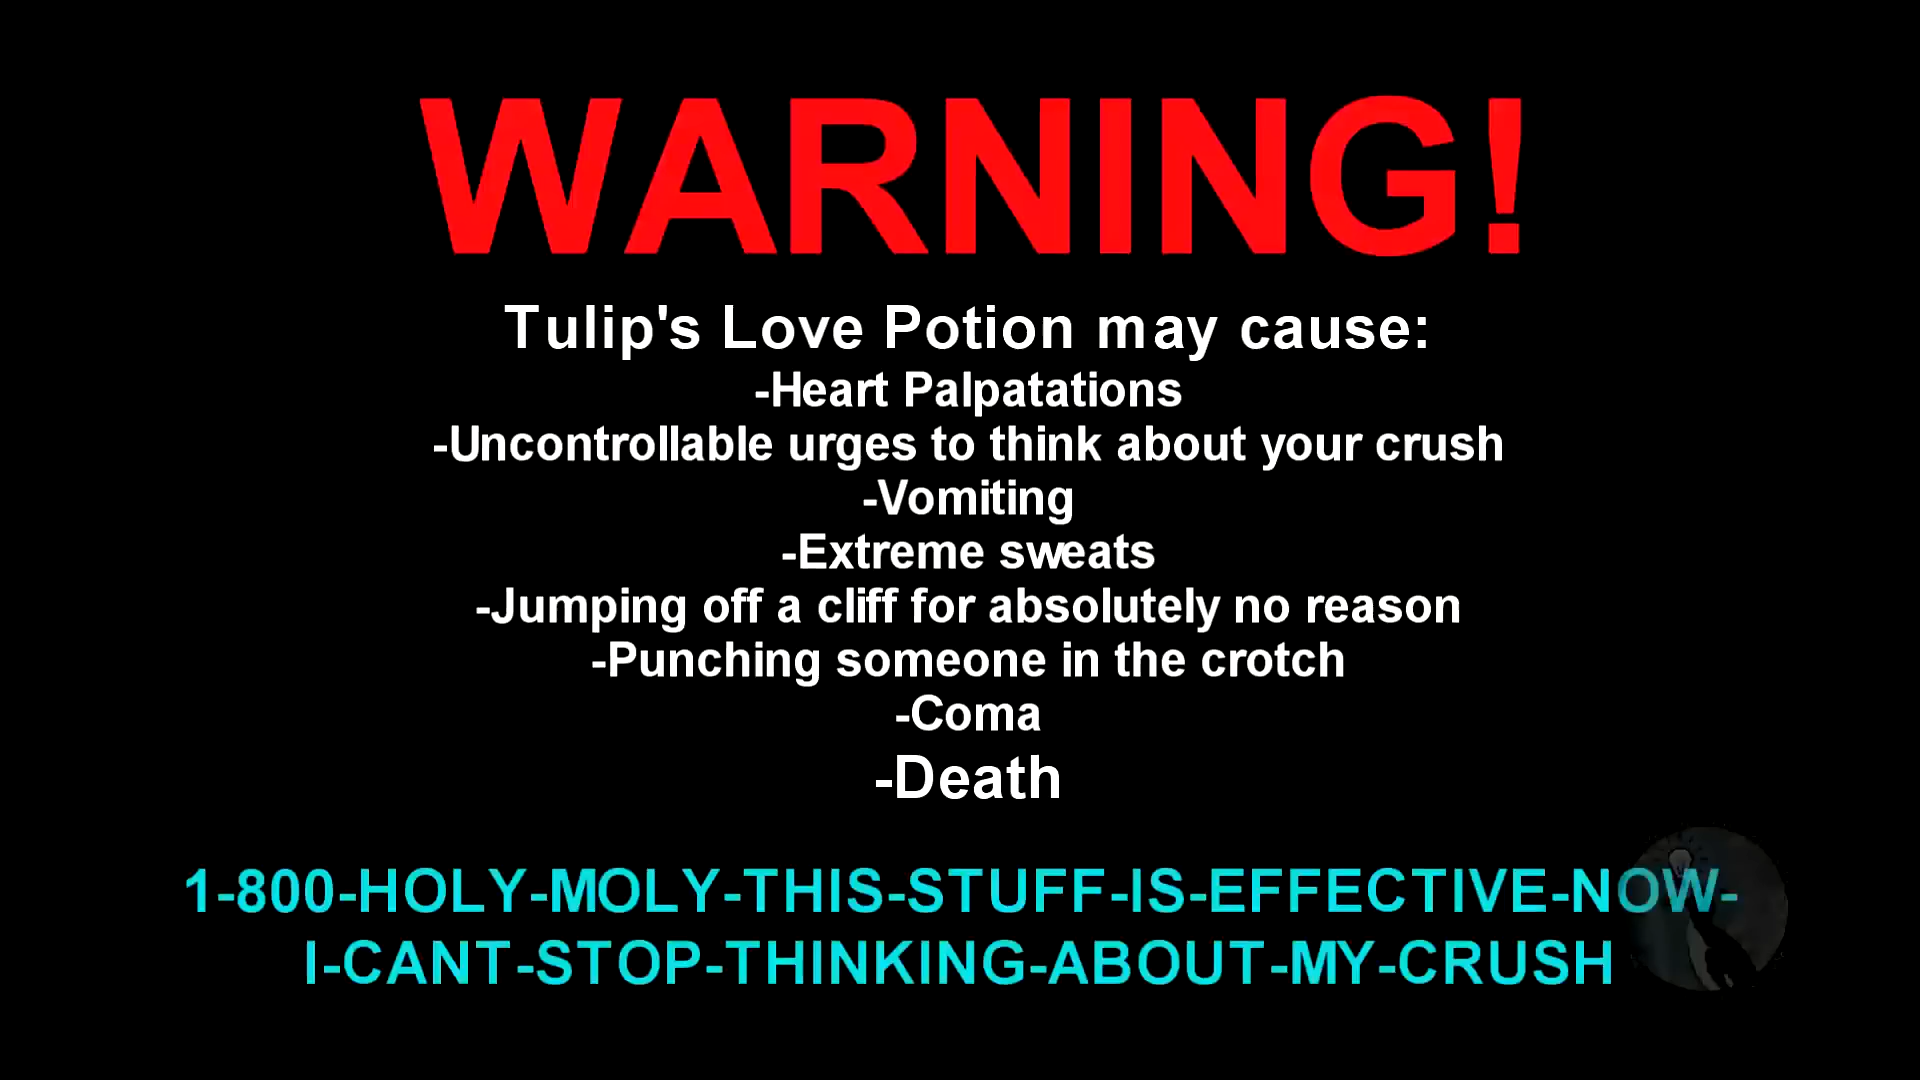 WARNING!
Tulip's Love Potion may cause:
-Heart Palpatations
-Uncontrollable urges to think about your crush
-Vomiting
-Extreme sweats
-Jumping off a cliff for absolutely no reason
-Punching someone in the crotch
-Coma
-Death
1-800-HOLY-MOLY-THIS-STUFF-IS-EFFECTIVE-NOW-
I-CANT-STOP-THINKING-ABOUT-MY-CRUSH